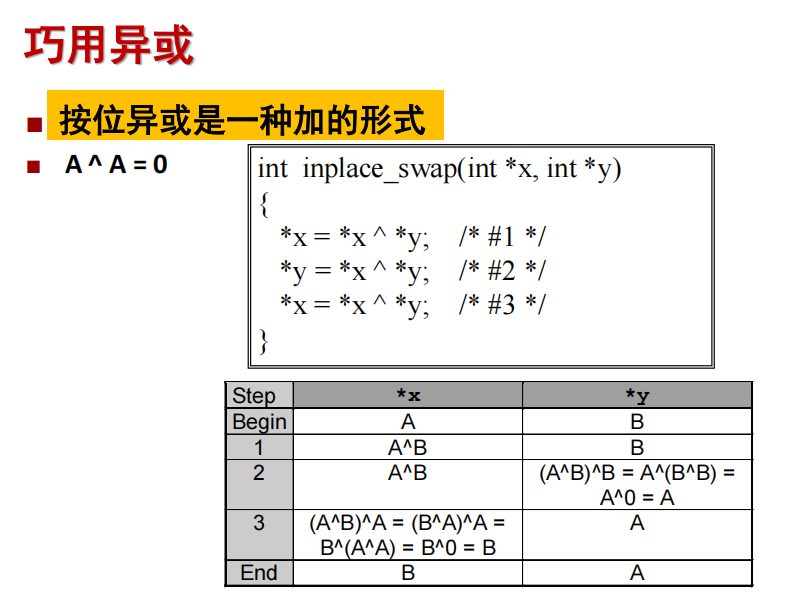 巧用异或
按位异或是一种加的形式
A ^ A = 0
int inplace_swap(int *x, int *y)
{
*x = *x ^ *y; /* #1 */
*y = *x ^ *y; /* #2 */
*x = *x ^ *y; /* #3 */
}
Step *x *y
Begin A B
1 A^B B
2 A^B (A^B)^B = A^(B^B) =
A^0 = A
3 (A^B)^A = (B^A)^A = A
B^(A^A) = B^0 = B
End B A